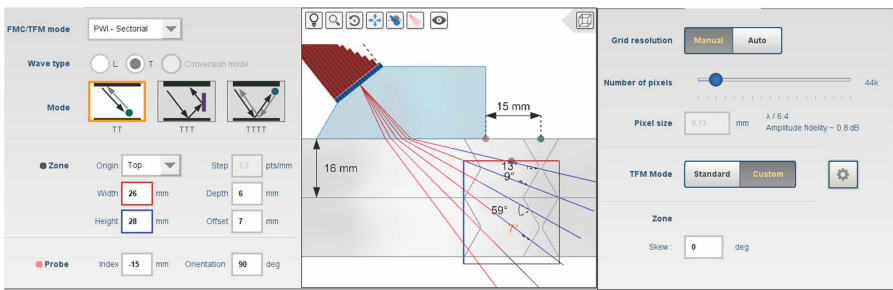 FMC/TFM mode PWI - Sectorial
Wave type L T Conversion mode
Mode
TT TTT TTTT
Zone Origin Top Step 7.7 pts/mm
Width 26 mm Depth 6 mm
Height 28 mm Offset 7 mm
Probe Index -15 mm Orientation 90 deg
15 mm
16 mm
13°
9°
59°
7°
Grid resolution Manual Auto
Number of pixels 44k
Pixel size 0.13 mm λ / 6.4
Amplitude fidelity ~ 0.8 dB
TFM Mode Standard Custom
Zone
Skew : 0 deg